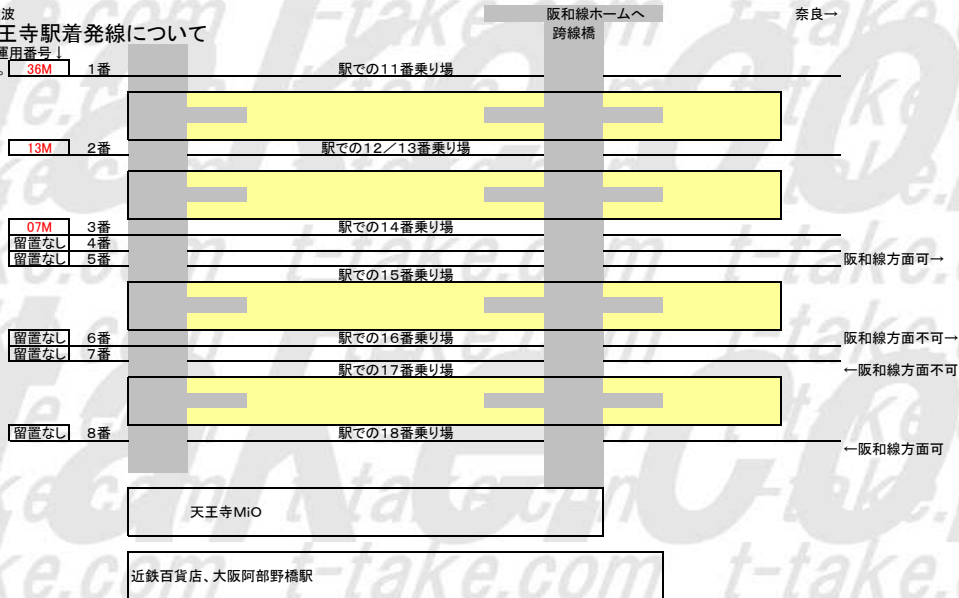 波 阪和線ホームへ 奈良→
王寺駅着発線について 跨線橋
運用番号↓
36M 1番 駅での11番乗り場
13M 2番 駅での12／13番乗り場
07M 3番 駅での14番乗り場
留置なし 4番
留置なし 5番 阪和線方面可→
駅での15番乗り場
留置なし 6番 駅での16番乗り場 阪和線方面不可→
留置なし 7番
駅での17番乗り場 ←阪和線方面不可
留置なし 8番 駅での18番乗り場
←阪和線方面可
天王寺MiO
近鉄百貨店、大阪阿部野橋駅
t-take.com